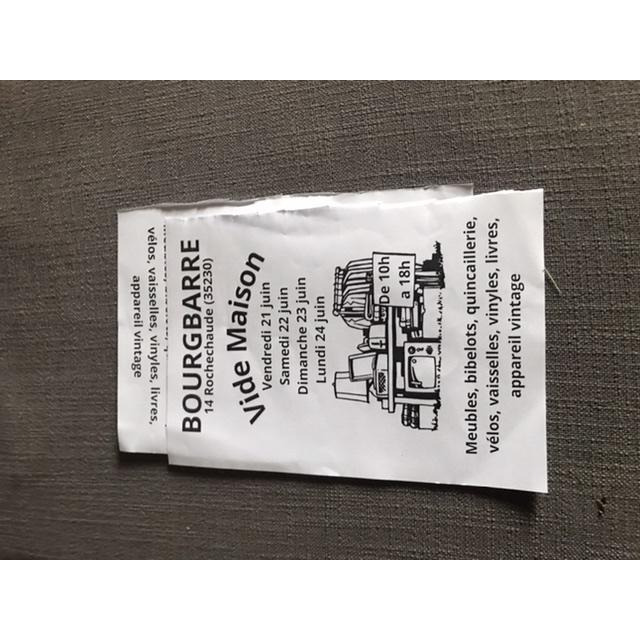 BOURGBARRE
14 Rochechaude (35230)
Vide Maison
Vendredi 21 juin
Samedi 22 juin
Dimanche 23 juin
Lundi 24 juin
De 10h
a 18h
Meubles, bibelots, quincaillerie,
vélos, vaisselles, vinyles, livres,
appareil vintage
vélos, vaisselles, vinyles, livres,
appareil vintage